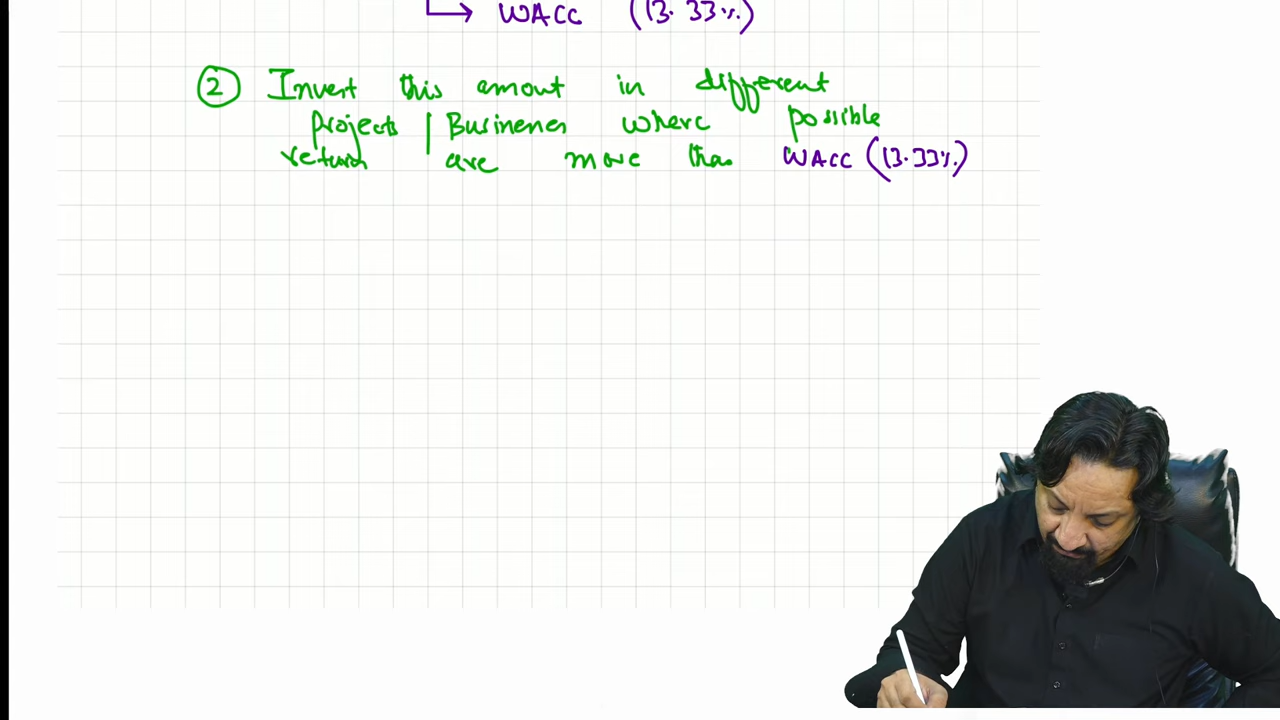 WACC (13.33%)
② Invest this amout in different
projects | Businesses where possible
return are more than WACC (13.33%)